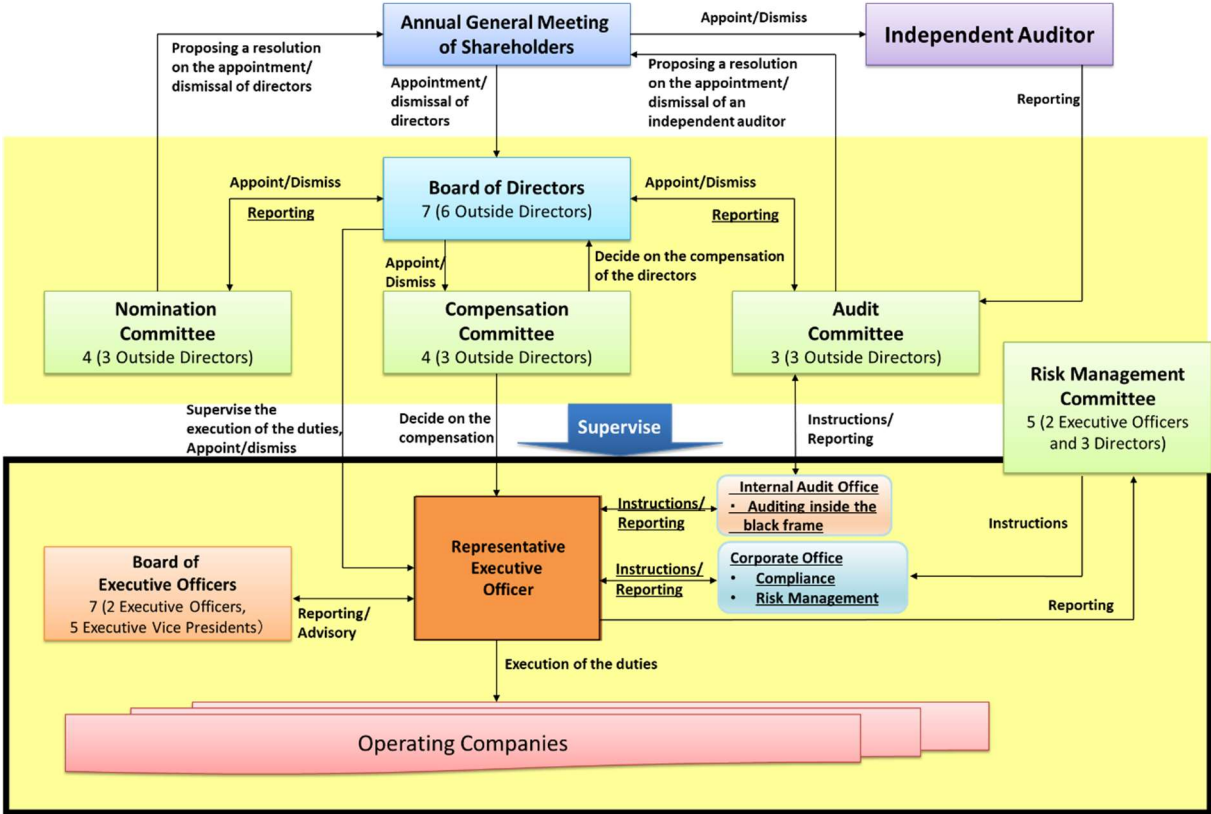 Annual General Meeting
of Shareholders
Appoint/Dismiss
Independent Auditor
Proposing a resolution
on the appointment/
dismissal of directors
Appointment/
dismissal of
directors
Proposing a resolution
on the appointment/
dismissal of an
independent auditor
Reporting
Board of Directors
7 (6 Outside Directors)
Appoint/Dismiss
Reporting
Appoint/Dismiss
Reporting
Appoint/
Dismiss
Decide on the compensation
of the directors
Nomination
Committee
4 (3 Outside Directors)
Compensation
Committee
4 (3 Outside Directors)
Audit
Committee
3 (3 Outside Directors)
Risk Management
Committee
5 (2 Executive Officers
and 3 Directors)
Supervise the
execution of the duties,
Appoint/dismiss
Decide on the
compensation
Supervise
Instructions/
Reporting
Internal Audit Office
• Auditing inside the
black frame
Instructions/
Reporting
Representative
Executive
Officer
Instructions
Corporate Office
• Compliance
• Risk Management
Instructions/
Reporting
Board of
Executive Officers
7 (2 Executive Officers,
5 Executive Vice Presidents)
Reporting/
Advisory
Reporting
Execution of the duties
Operating Companies